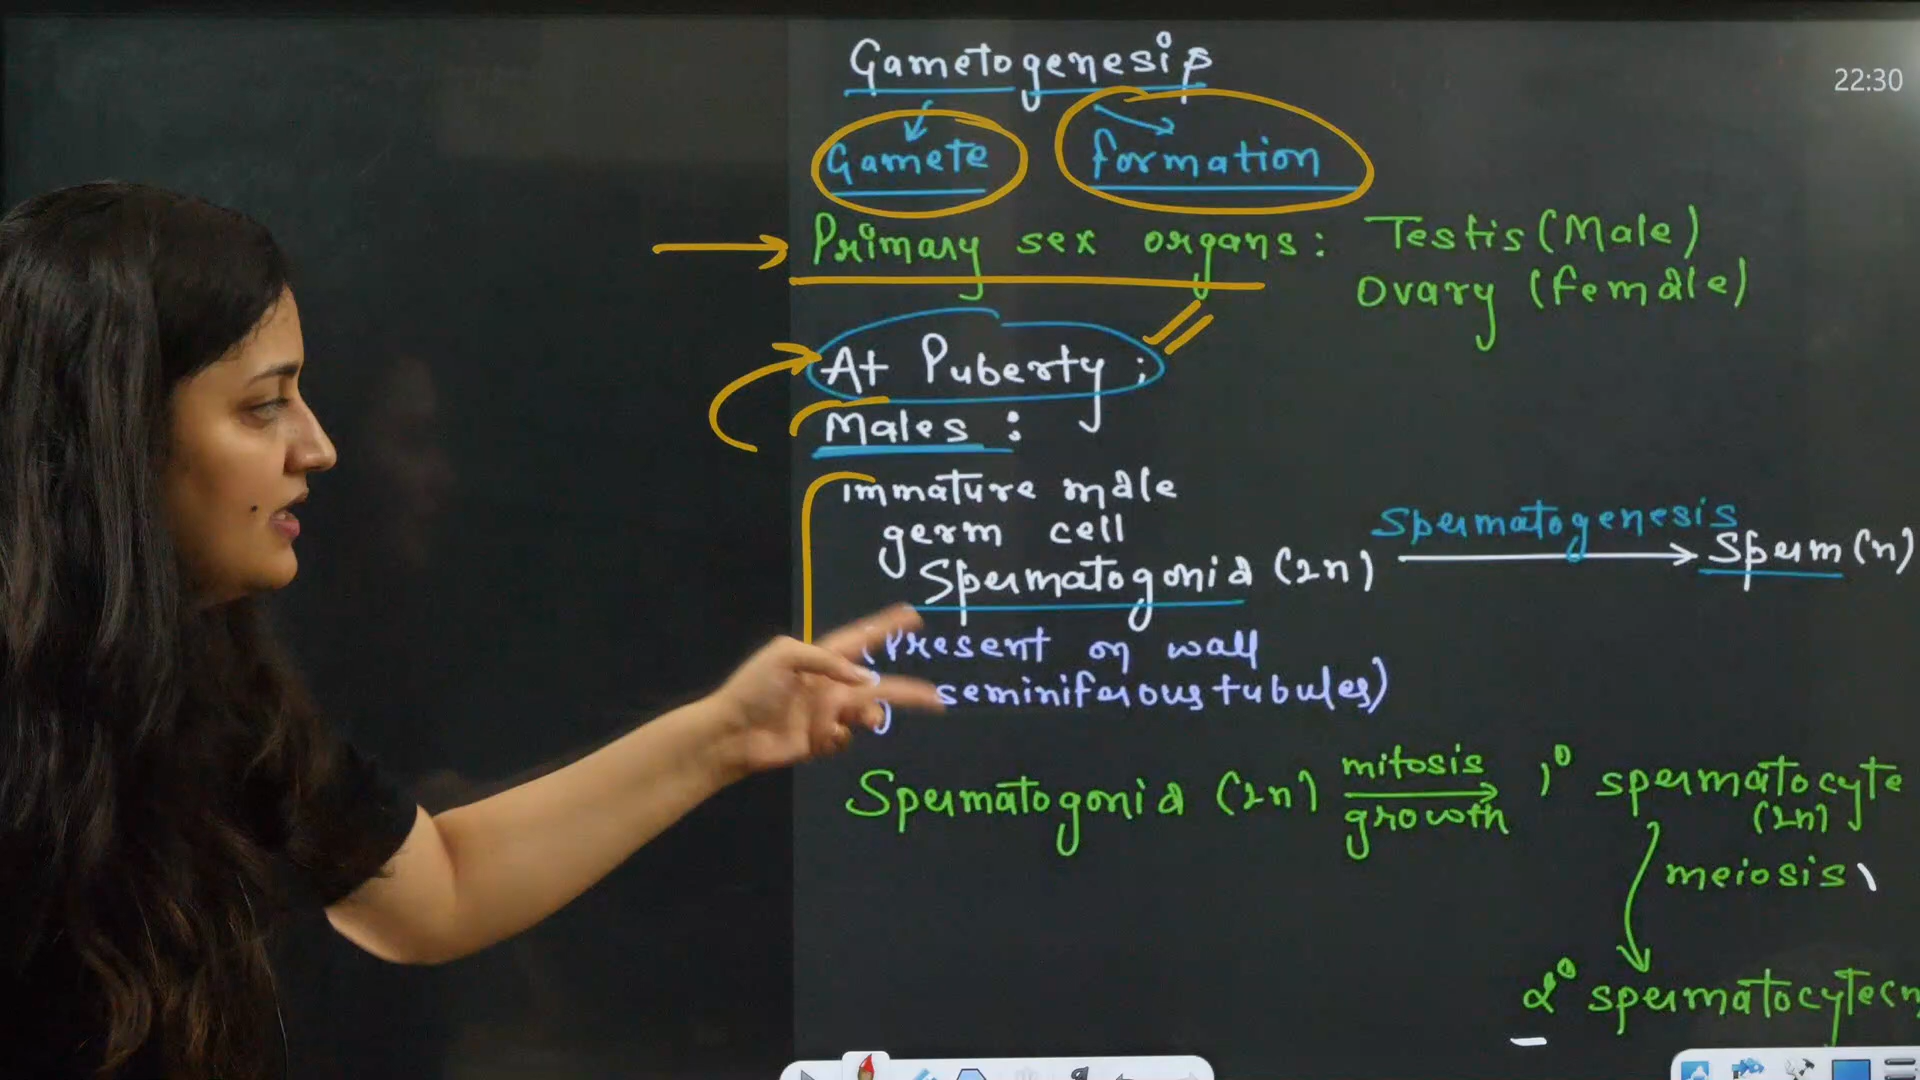 Gametogenesis
22:30
Gamete formation
Primary sex organs: Testis (Male)
Ovary (female)
At Puberty:
Males:
immature male
germ cell
Spermatogonia (2n) Spermatogenesis Sperm (n)
(Present on wall
seminiferous tubules)
Spermatogonia (2n) mitosis growth 1° spermatocyte
(2n)
meiosis
2° spermatocyte (n